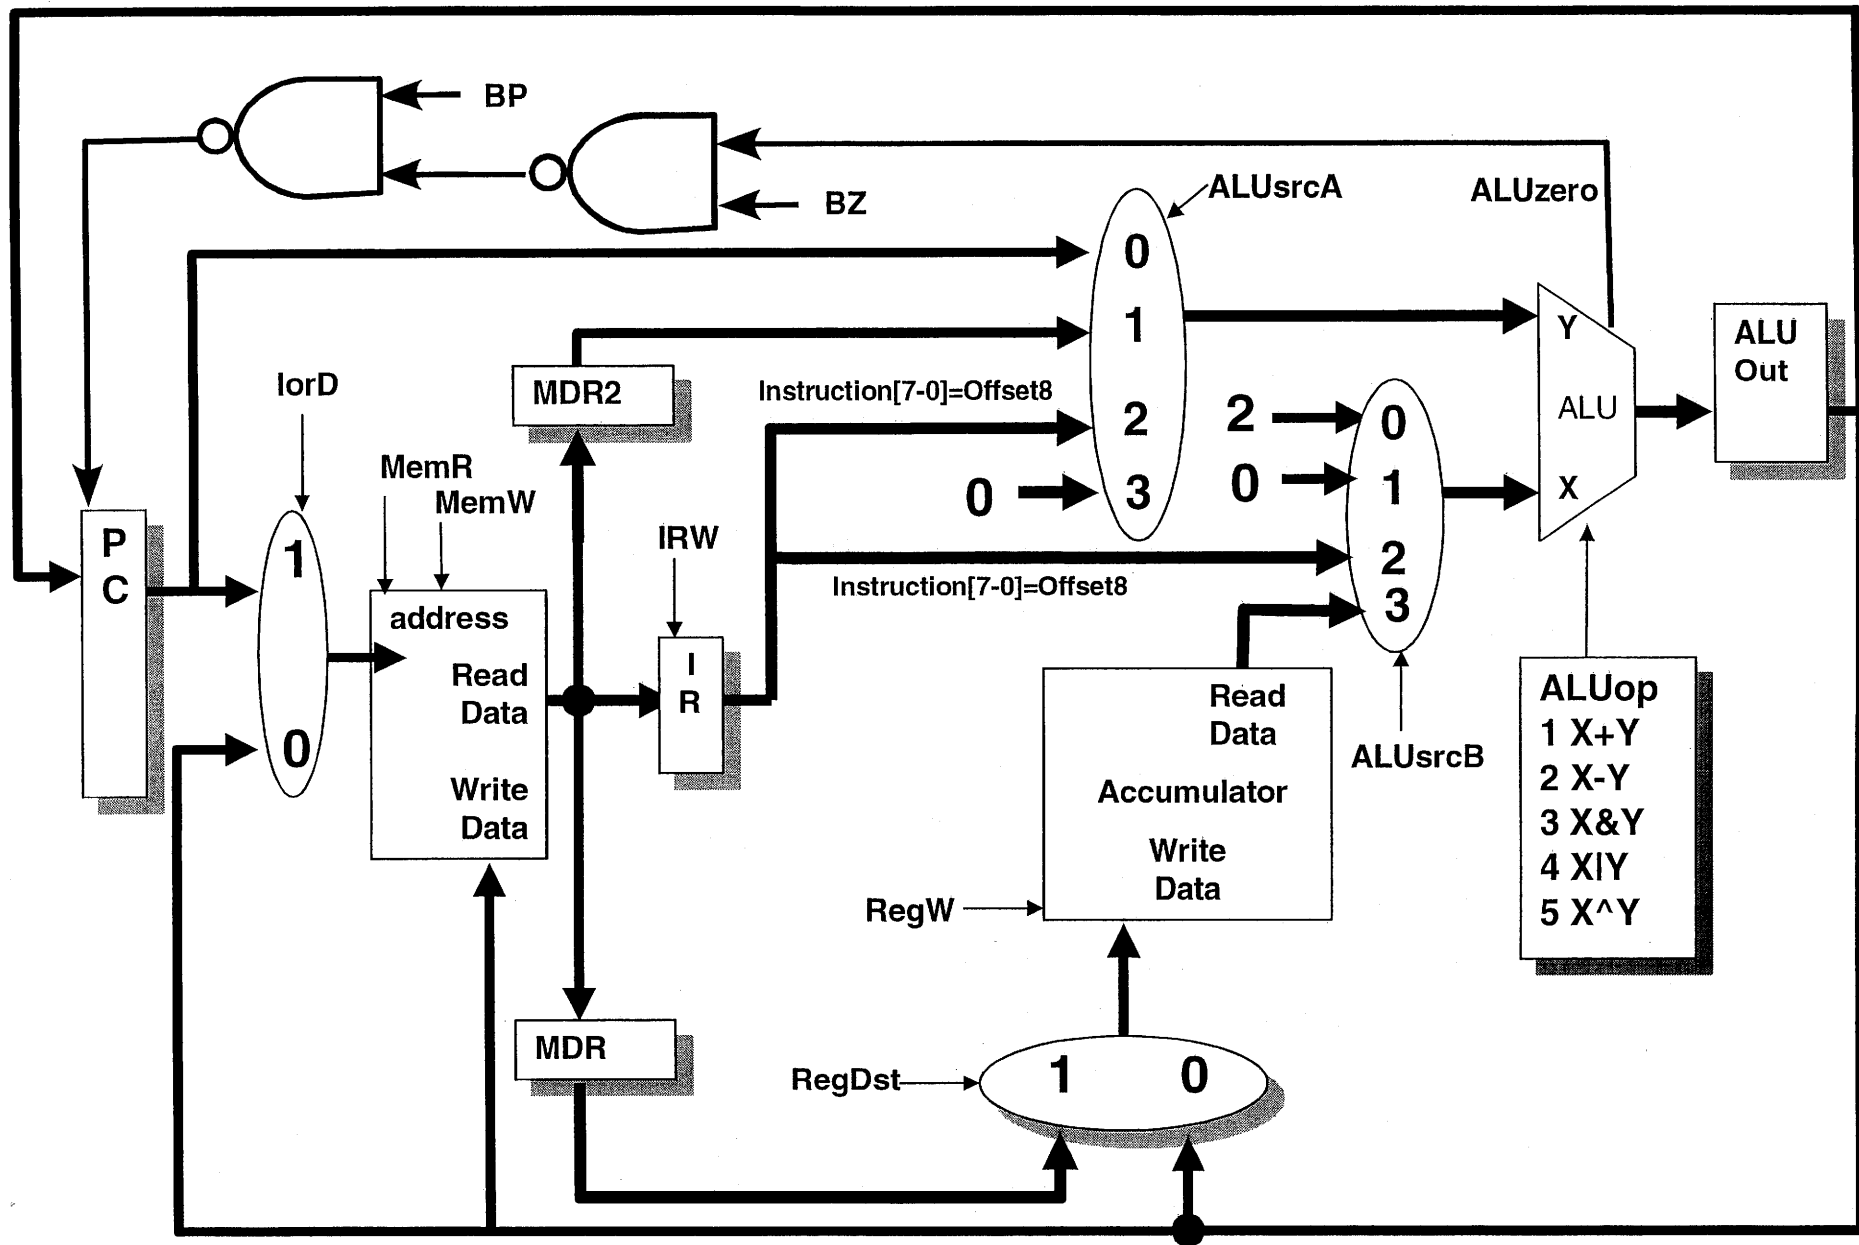 BP
BZ
ALUsrcA
ALUzero
0
1
2
3
Y
ALU
X
ALU
Out
IorD
MDR2
Instruction[7-0]=Offset8
2
0
0
0
1
2
3
MemR
MemW
IRW
P
C
1
0
address
Read
Data
Write
Data
I
R
Instruction[7-0]=Offset8
Read
Data
Accumulator
Write
Data
ALUsrcB
ALUop
1 X+Y
2 X-Y
3 X&Y
4 X|Y
5 X^Y
RegW
MDR
RegDst
1 0